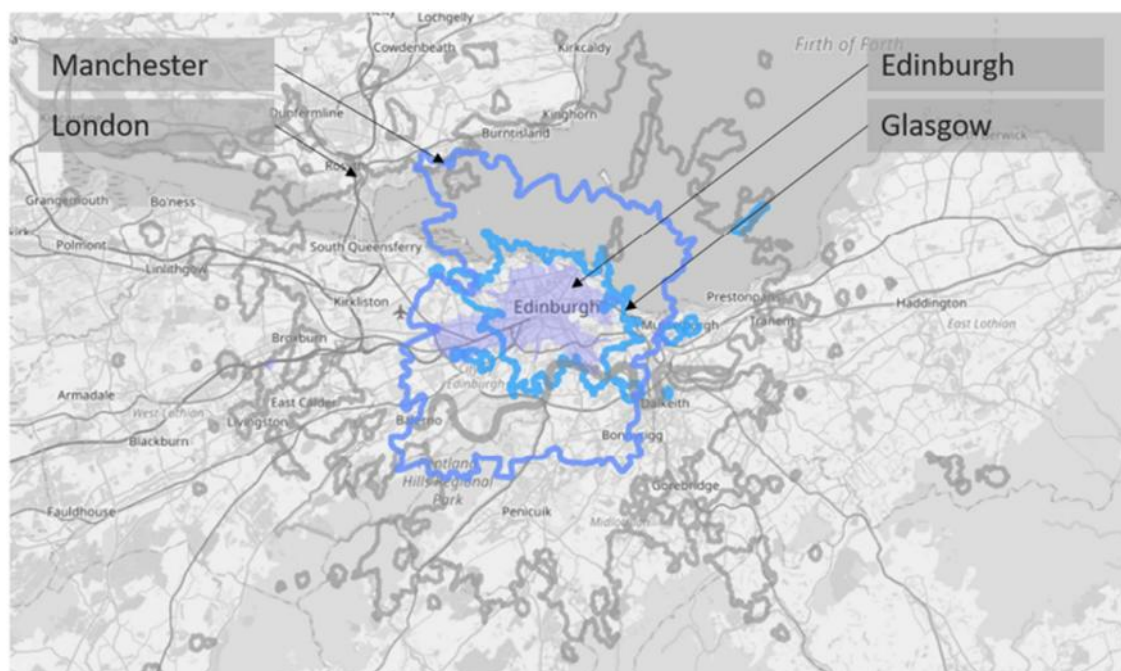 Lochgelly
Cowdenbeath
Kirkcaldy
Firth of Forth
Manchester
Edinburgh
London
Glasgow
Dunfermline
Kinghorn
Burntisland
Grangemouth
Bo'ness
South Queensferry
Polmont
Linlithgow
Kirkliston
Edinburgh
Prestonpans
Haddington
Tranent
East Lothian
Broxburn
Edinburgh
Armadale
West Lothian
East Calder
Dalkeith
Livingston
Balerno
Blackburn
Bonnyrigg
Hills Regional
Park
Gorebridge
Fauldhouse
Penicuik
Midlothian